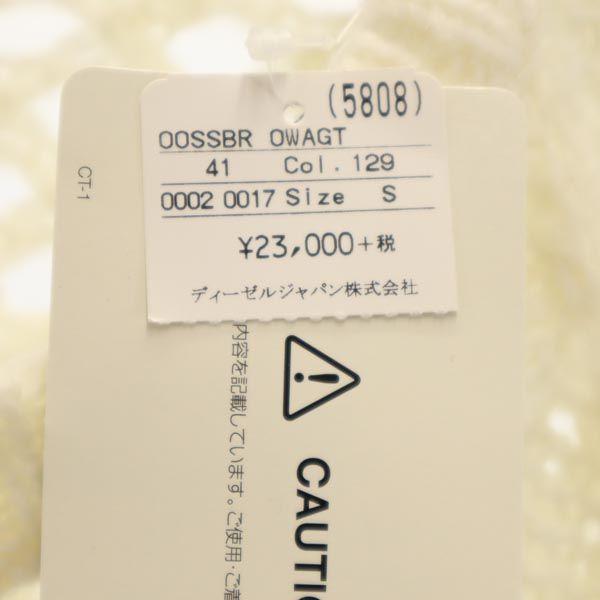 (5808)
OOSSBR OWAGT
41 Col. 129
0002 0017 Size S
¥23,000+税
ディーゼルジャパン株式会社
CT-1
CAUTIO
内容を記載しています。ご使用・ご着